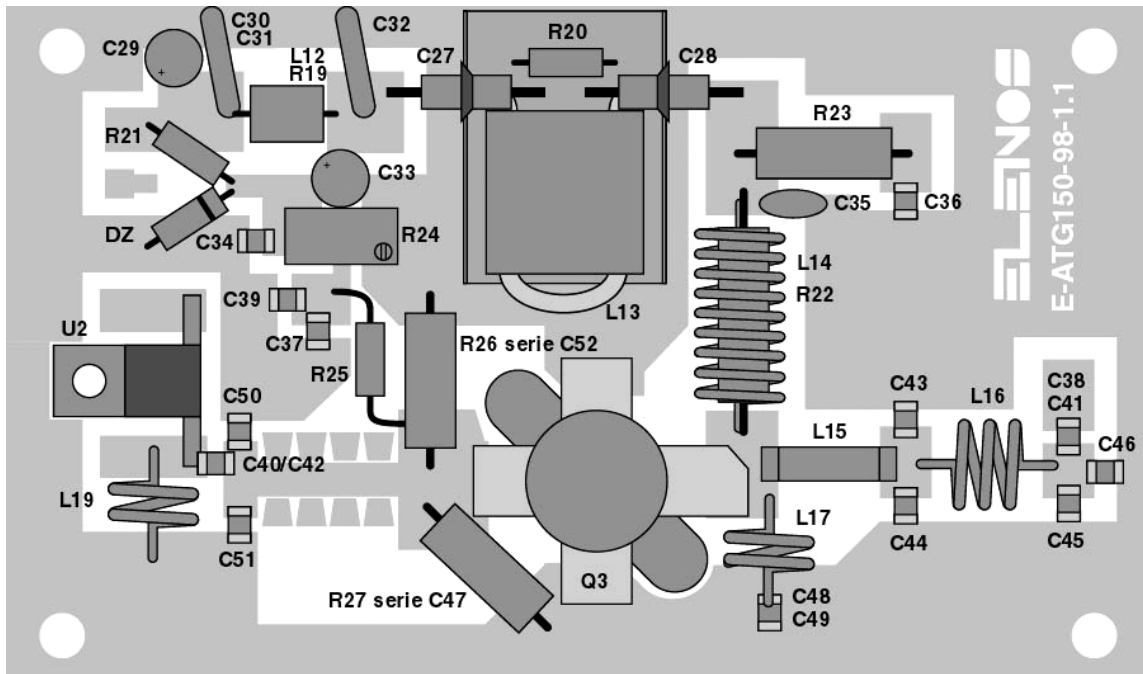 C29
C30
C31
L12
R19
C32
R20
C27
C28
R21
C33
R23
ELENOS
E-ATG150-98-1.1
DZ
C34
R24
C35
C36
L14
R22
L13
C39
C37
U2
R25
R26 serie C52
C50
C40/C42
C43
L16
C38
C41
C46
L15
L19
C51
L17
C44
C45
Q3
R27 serie C47
C48
C49
+
+